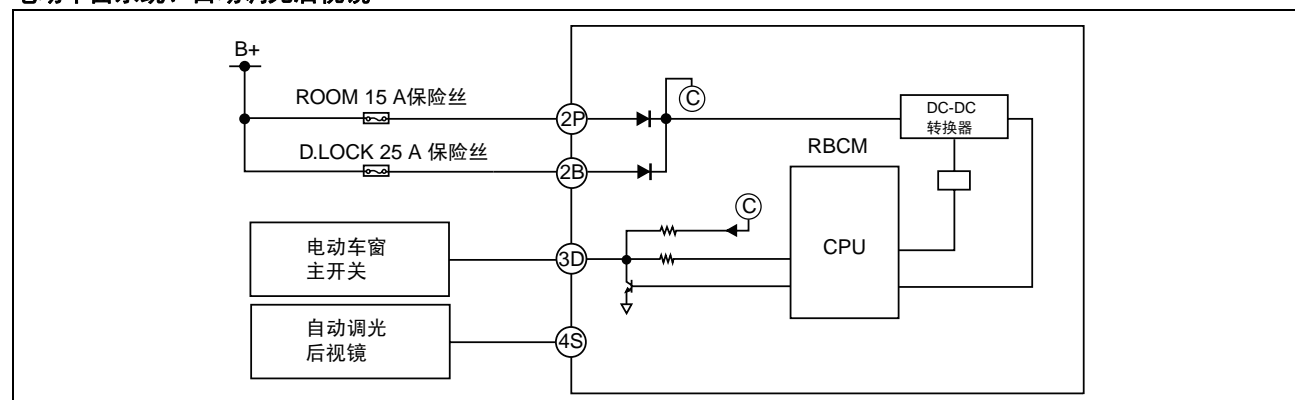 B+
ROOM 15 A保险丝
2P
C
DC-DC
转换器
D.LOCK 25 A 保险丝
2B
RBCM
C
电动车窗
主开关
3D
CPU
自动调光
后视镜
4S